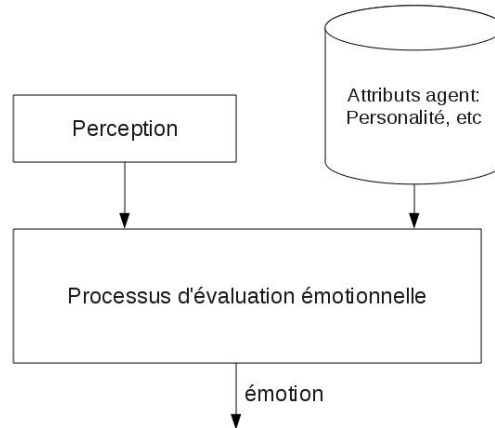 Attributs agent:
Personalité, etc
Perception
Processus d'évaluation émotionnelle
émotion